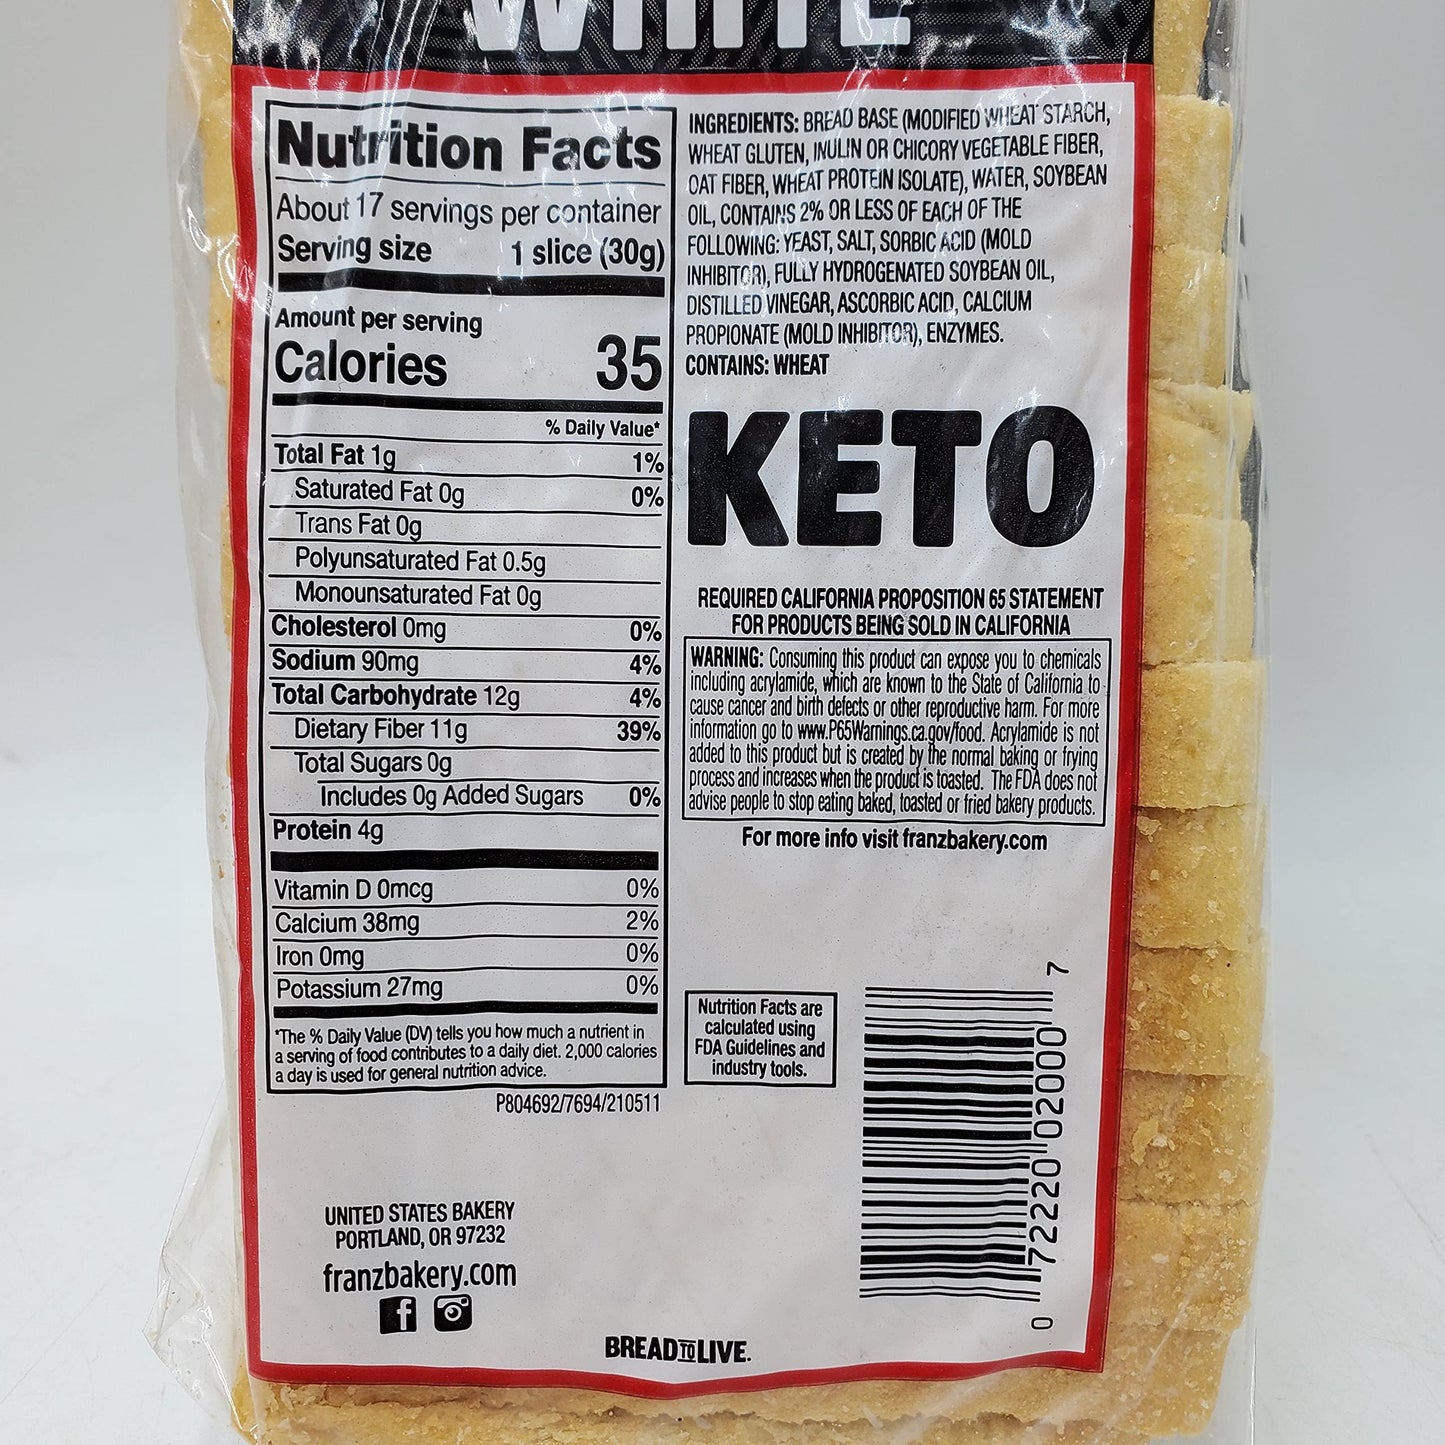 WHITE
Nutrition Facts
About 17 servings per container
Serving size 1 slice (30g)
Amount per serving
Calories 35
% Daily Value*
Total Fat 1g 1%
Saturated Fat 0g 0%
Trans Fat 0g
Polyunsaturated Fat 0.5g
Monounsaturated Fat 0g
Cholesterol 0mg 0%
Sodium 90mg 4%
Total Carbohydrate 12g 4%
Dietary Fiber 11g 39%
Total Sugars 0g
Includes 0g Added Sugars 0%
Protein 4g
Vitamin D 0mcg 0%
Calcium 38mg 2%
Iron 0mg 0%
Potassium 27mg 0%
*The % Daily Value (DV) tells you how much a nutrient in
a serving of food contributes to a daily diet. 2,000 calories
a day is used for general nutrition advice.
P804692/7694/210511
UNITED STATES BAKERY
PORTLAND, OR 97232
franzbakery.com
INGREDIENTS: BREAD BASE (MODIFIED WHEAT STARCH,
WHEAT GLUTEN, INULIN OR CHICORY VEGETABLE FIBER,
OAT FIBER, WHEAT PROTEIN ISOLATE), WATER, SOYBEAN
OIL, CONTAINS 2% OR LESS OF EACH OF THE
FOLLOWING: YEAST, SALT, SORBIC ACID (MOLD
INHIBITOR), FULLY HYDROGENATED SOYBEAN OIL,
DISTILLED VINEGAR, ASCORBIC ACID, CALCIUM
PROPIONATE (MOLD INHIBITOR), ENZYMES.
CONTAINS: WHEAT
KETO
REQUIRED CALIFORNIA PROPOSITION 65 STATEMENT
FOR PRODUCTS BEING SOLD IN CALIFORNIA
WARNING: Consuming this product can expose you to chemicals
including acrylamide, which are known to the State of California to
cause cancer and birth defects or other reproductive harm. For more
information go to www.P65Warnings.ca.gov/food. Acrylamide is not
added to this product but is created by the normal baking or frying
process and increases when the product is toasted. The FDA does not
advise people to stop eating baked, toasted or fried bakery products.
For more info visit franzbakery.com
Nutrition Facts are
calculated using
FDA Guidelines and
industry tools.
0 72220 02000 7
BREAD TO LIVE.